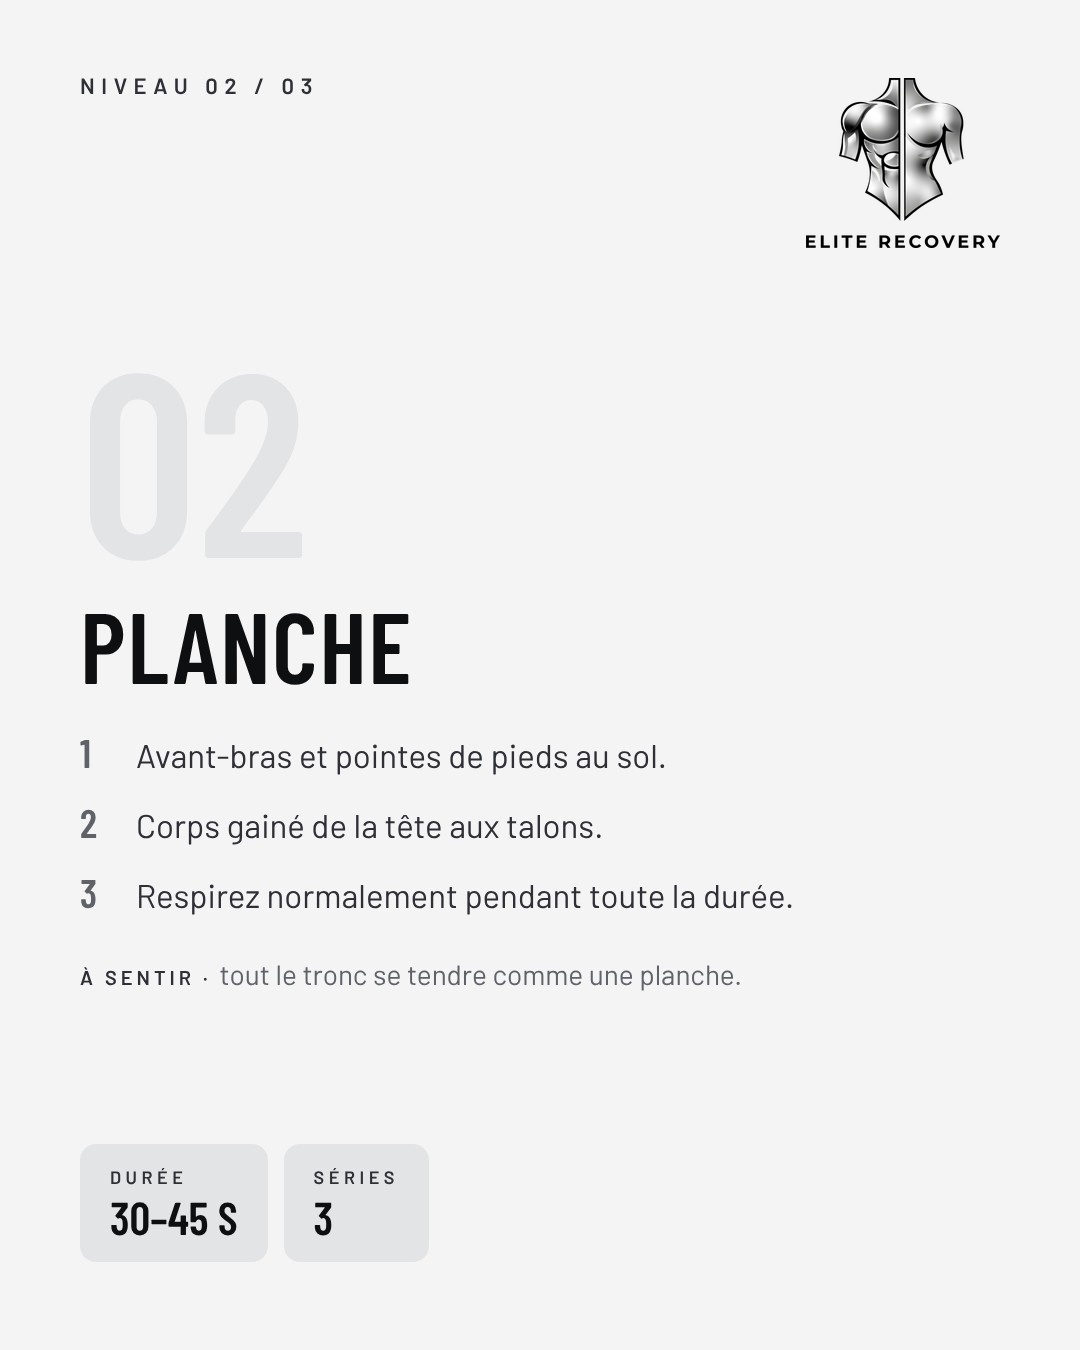 NIVEAU 02 / 03
ELITE RECOVERY
02
PLANCHE
1 Avant-bras et pointes de pieds au sol.
2 Corps gainé de la tête aux talons.
3 Respirez normalement pendant toute la durée.
À SENTIR · tout le tronc se tendre comme une planche.
DURÉE
30–45 S
SÉRIES
3